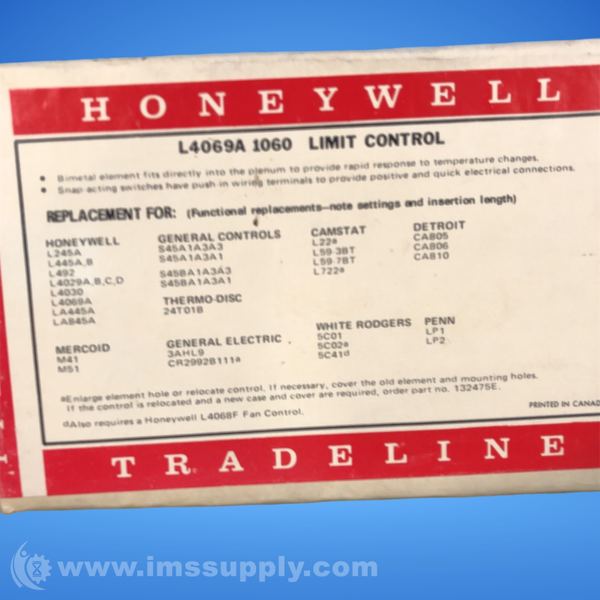 HONEYWELL
L4069A 1060 LIMIT CONTROL
• Bimetal element fits directly into the plenum to provide rapid response to temperature changes.
• Snap acting switches have push in wiring terminals to provide positive and quick electrical connections.
REPLACEMENT FOR: (Functional replacements—note settings and insertion length)
HONEYWELL
L245A
L445A,B
L492
L4029A,B,C,D
L4030
L4069A
LA445A
LA845A
GENERAL CONTROLS
S45A1A3A3
S45A1A3A1
S45BA1A3A3
S45BA1A3A1
THERMO-DISC
24T01B
CAMSTAT
L22a
L59-3BT
L59-7BT
L722a
DETROIT
CA805
CA806
CA810
MERCOID
M41
M51
GENERAL ELECTRIC
3AHL9
CR2992B111a
WHITE RODGERS
5C01
5C02a
5C41d
PENN
LP1
LP2
aEnlarge element hole or relocate control. If necessary, cover the old element and mounting holes.
If the control is relocated and a new case and cover are required, order part no. 132475E.
dAlso requires a Honeywell L4068F Fan Control.
PRINTED IN CANAD
TRADELINE
www.imssupply.com